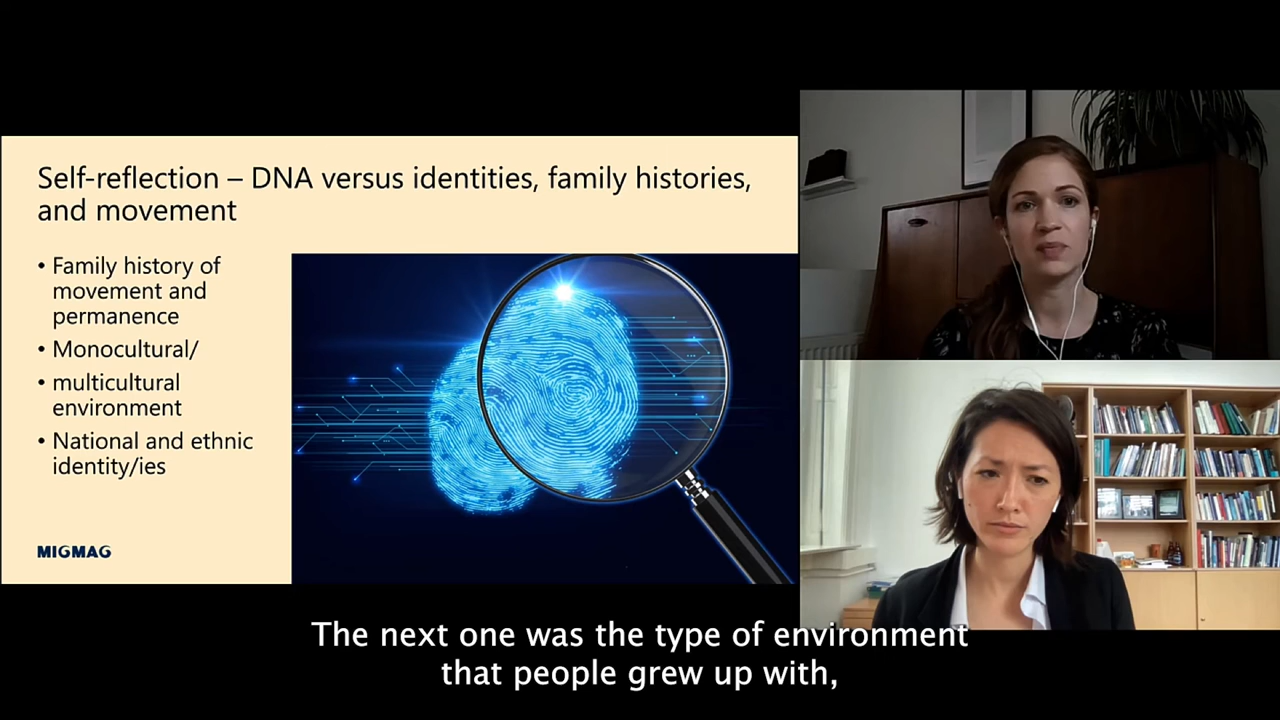 Self-reflection – DNA versus identities, family histories,
and movement
• Family history of
movement and
permanence
• Monocultural/
• multicultural
environment
• National and ethnic
identity/ies
MIGMAG
The next one was the type of environment
that people grew up with,